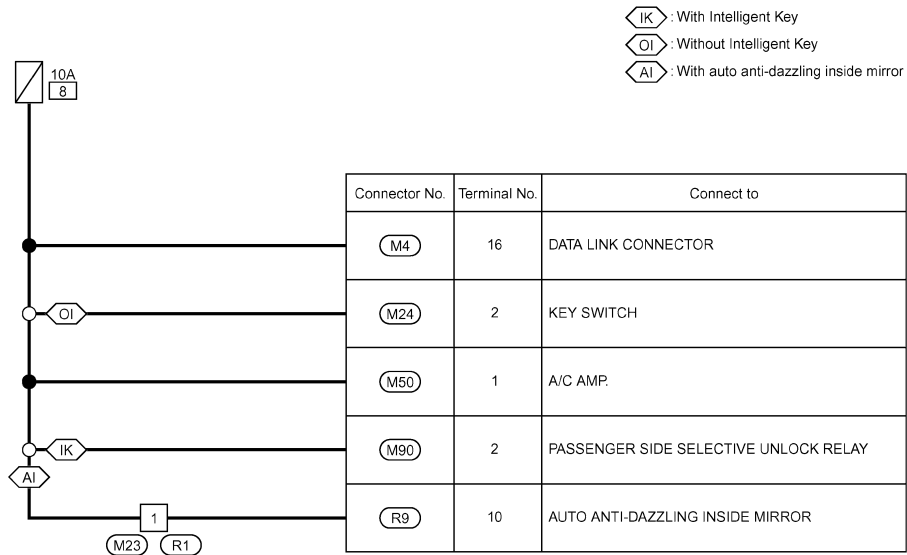 IK : With Intelligent Key
OI : Without Intelligent Key
AI : With auto anti-dazzling inside mirror
10A
8
Connector No. Terminal No. Connect to
M4 16 DATA LINK CONNECTOR
OI M24 2 KEY SWITCH
M50 1 A/C AMP.
IK M90 2 PASSENGER SIDE SELECTIVE UNLOCK RELAY
AI
1 R9 10 AUTO ANTI-DAZZLING INSIDE MIRROR
M23 R1